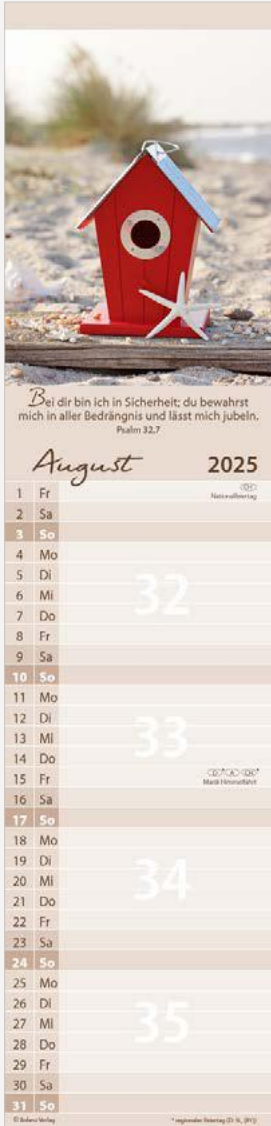 Bei dir bin ich in Sicherheit; du bewahrst
mich in aller Bedrängnis und lässt mich jubeln.
Psalm 32,7
August 2025
1 Fr CH
Nationalfeiertag
2 Sa
3 So
4 Mo
5 Di
32
6 Mi
7 Do
8 Fr
9 Sa
10 So
11 Mo
12 Di
33
13 Mi
14 Do
15 Fr D* A CH*
Mariä Himmelfahrt
16 Sa
17 So
18 Mo
19 Di
34
20 Mi
21 Do
22 Fr
23 Sa
24 So
25 Mo
26 Di
35
27 Mi
28 Do
29 Fr
30 Sa
31 So
* regionaler Feiertag